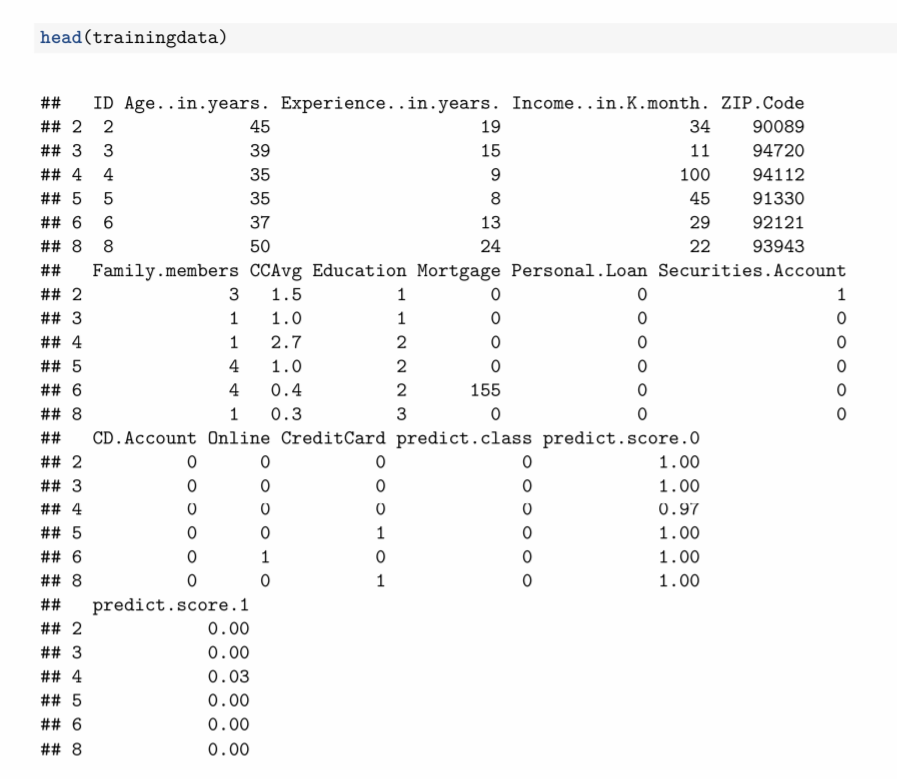 head(trainingdata)
##   ID Age..in.years. Experience..in.years. Income..in.K.month. ZIP.Code
## 2  2             45                    19                  34    90089
## 3  3             39                    15                  11    94720
## 4  4             35                     9                 100    94112
## 5  5             35                     8                  45    91330
## 6  6             37                    13                  29    92121
## 8  8             50                    24                  22    93943
##   Family.members CCAvg Education Mortgage Personal.Loan Securities.Account
## 2              3   1.5         1        0             0                  1
## 3              1   1.0         1        0             0                  0
## 4              1   2.7         2        0             0                  0
## 5              4   1.0         2        0             0                  0
## 6              4   0.4         2      155             0                  0
## 8              1   0.3         3        0             0                  0
##   CD.Account Online CreditCard predict.class predict.score.0
## 2          0      0          0             0            1.00
## 3          0      0          0             0            1.00
## 4          0      0          0             0            0.97
## 5          0      0          1             0            1.00
## 6          0      1          0             0            1.00
## 8          0      0          1             0            1.00
##   predict.score.1
## 2            0.00
## 3            0.00
## 4            0.03
## 5            0.00
## 6            0.00
## 8            0.00